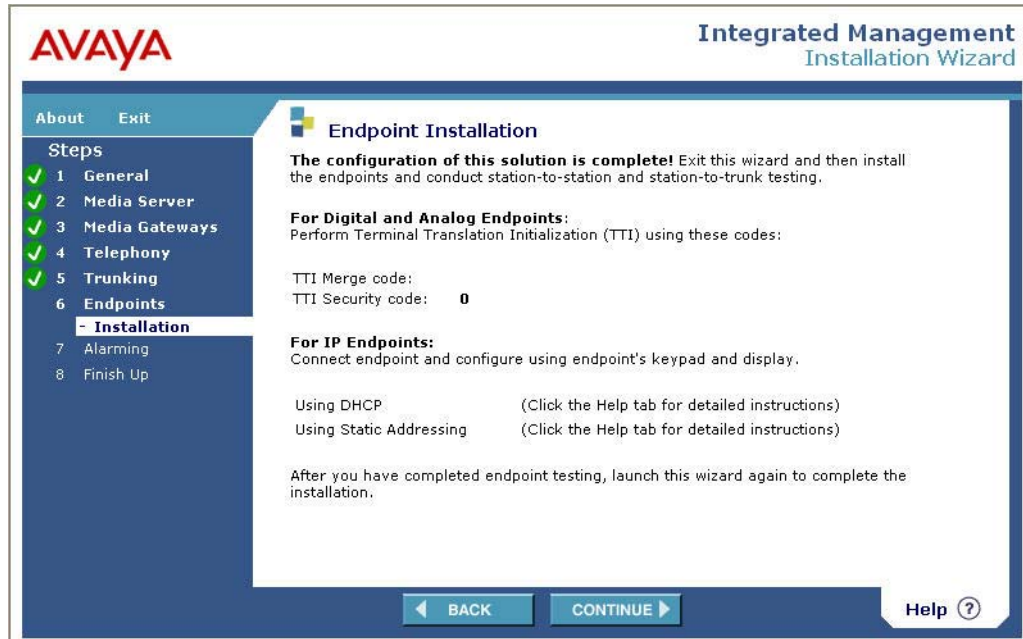 AVAYA
Integrated Management
Installation Wizard
About Exit
Steps
1 General
2 Media Server
3 Media Gateways
4 Telephony
5 Trunking
6 Endpoints
- Installation
7 Alarming
8 Finish Up
Endpoint Installation
The configuration of this solution is complete! Exit this wizard and then install
the endpoints and conduct station-to-station and station-to-trunk testing.
For Digital and Analog Endpoints:
Perform Terminal Translation Initialization (TTI) using these codes:
TTI Merge code:
TTI Security code: 0
For IP Endpoints:
Connect endpoint and configure using endpoint's keypad and display.
Using DHCP (Click the Help tab for detailed instructions)
Using Static Addressing (Click the Help tab for detailed instructions)
After you have completed endpoint testing, launch this wizard again to complete the
installation.
BACK CONTINUE
Help ?